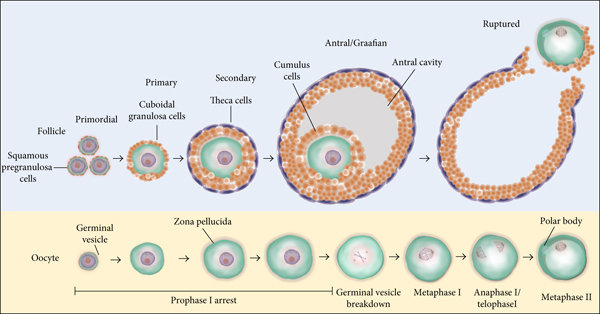 Ruptured
Antral/Graafian
Cumulus
cells
Antral cavity
Primary
Secondary
Cuboidal
granulosa cells
Theca cells
Follicle
Primordial
Squamous
pregranulosa
cells
Germinal
vesicle
Zona pellucida
Polar body
Oocyte
Prophase I arrest
Germinal vesicle
breakdown
Metaphase I
Anaphase I/
telophaseI
Metaphase II